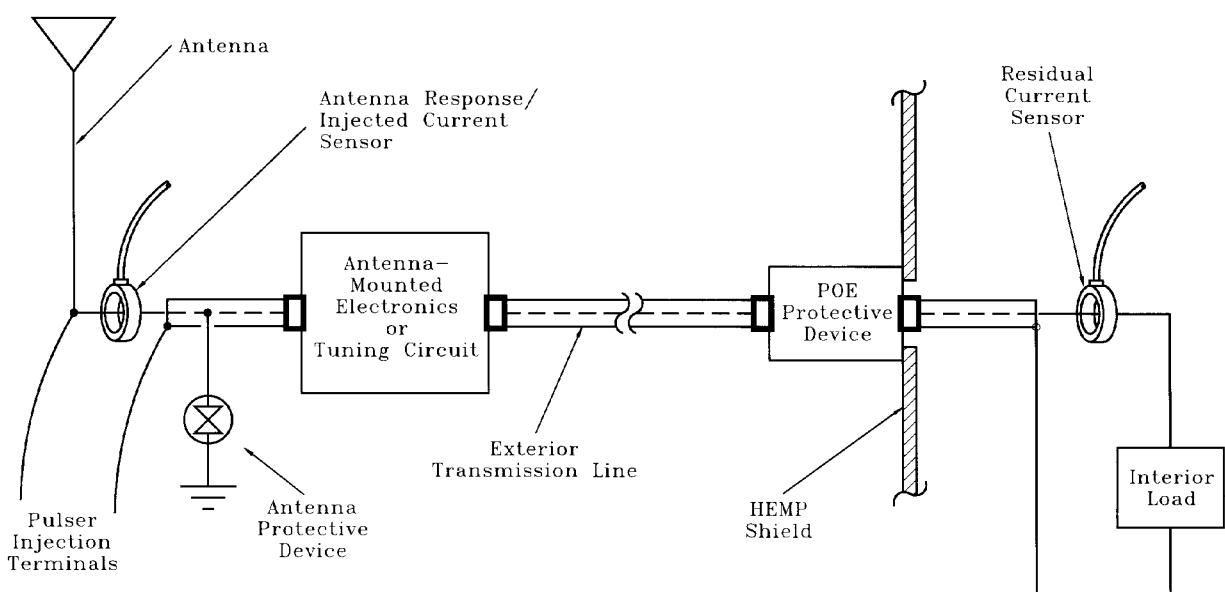 Antenna
Antenna Response/
Injected Current
Sensor
Residual
Current
Sensor
Antenna-
Mounted
Electronics
or
Tuning Circuit
POE
Protective
Device
Exterior
Transmission Line
Antenna
Protective
Device
Pulser
Injection
Terminals
HEMP
Shield
Interior
Load